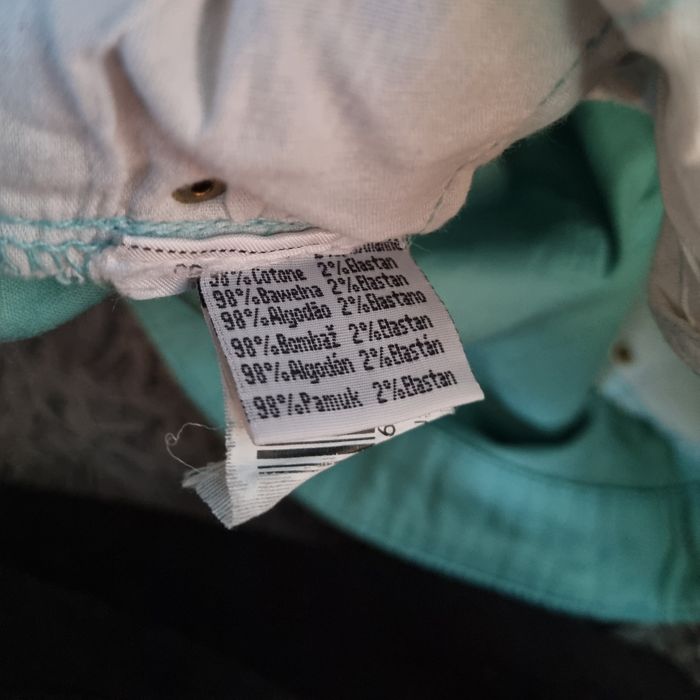 98%Cotone 2%Elastan
98%Bawełna 2%Elastan
98%Algodão 2%Elastano
98%Bombaž 2%Elastan
98%Algodón 2%Elastán
98%Pamuk 2%Elastan
6